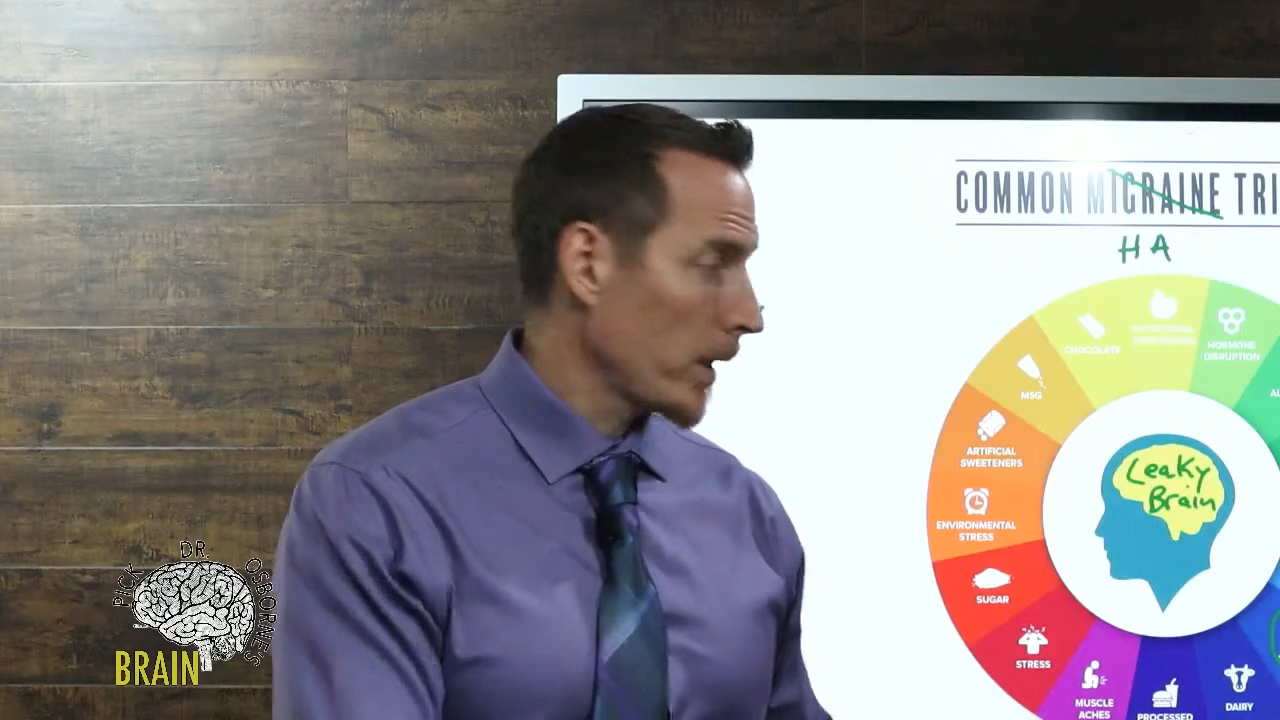 COMMON MIGRAINE TRI
HA
CHOCOLATE
HORMONE
DISRUPTION
AL
MSG
ARTIFICIAL
SWEETENERS
ENVIRONMENTAL
STRESS
SUGAR
STRESS
MUSCLE
ACHES
PROCESSED
DAIRY
Leaky
Brain
PICK DR. OSBORNE'S
BRAIN